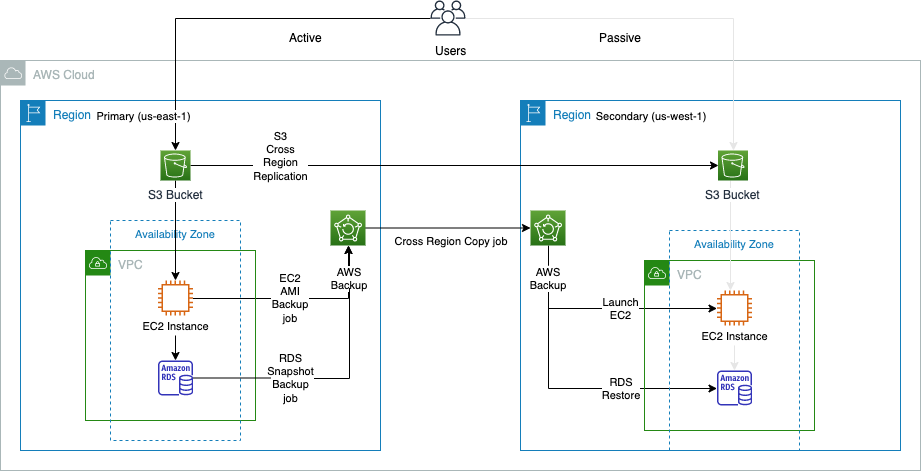 Active
Passive
Users
AWS Cloud
Region Primary (us-east-1)
Region Secondary (us-west-1)
S3
Cross
Region
Replication
S3 Bucket
S3 Bucket
Availability Zone
Availability Zone
Cross Region Copy job
VPC
VPC
AWS
Backup
AWS
Backup
EC2
AMI
Backup
job
Launch
EC2
EC2 Instance
EC2 Instance
RDS
Snapshot
Backup
job
Amazon
RDS
RDS
Restore
Amazon
RDS